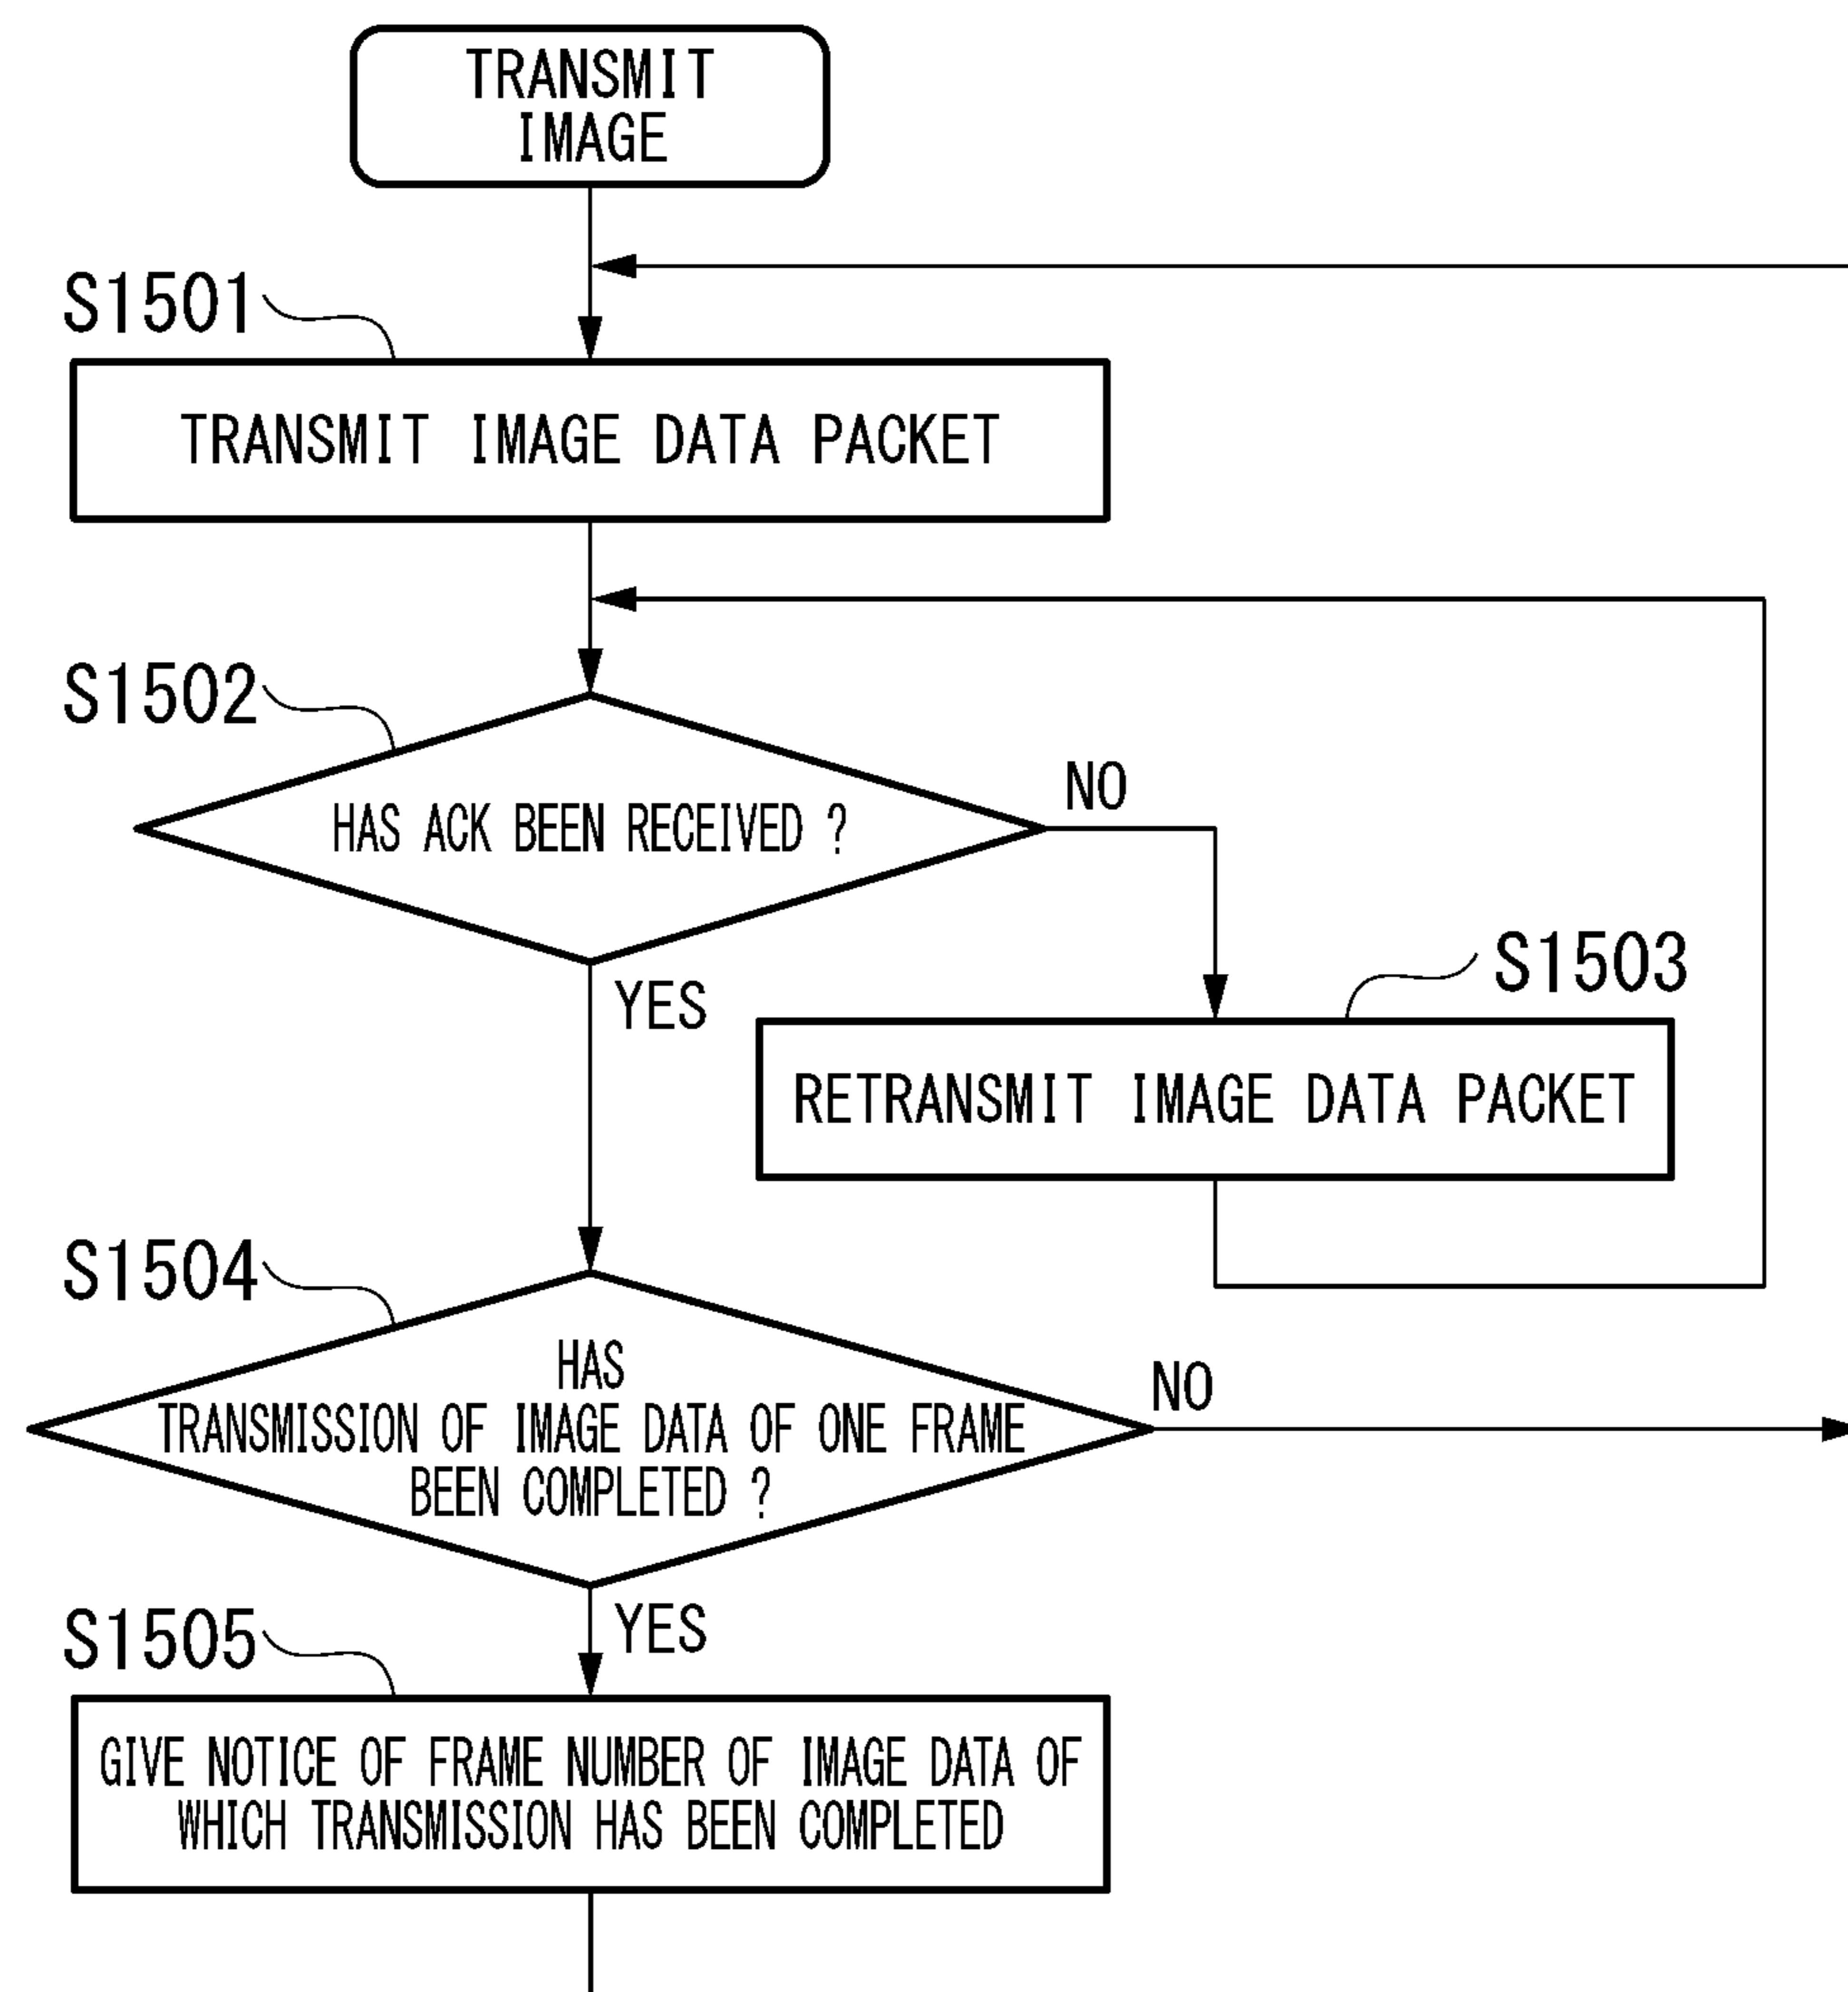 TRANSMIT
IMAGE
S1501
TRANSMIT IMAGE DATA PACKET
S1502
HAS ACK BEEN RECEIVED ?
NO
YES
S1503
RETRANSMIT IMAGE DATA PACKET
S1504
HAS
TRANSMISSION OF IMAGE DATA OF ONE FRAME
BEEN COMPLETED ?
NO
YES
S1505
GIVE NOTICE OF FRAME NUMBER OF IMAGE DATA OF
WHICH TRANSMISSION HAS BEEN COMPLETED